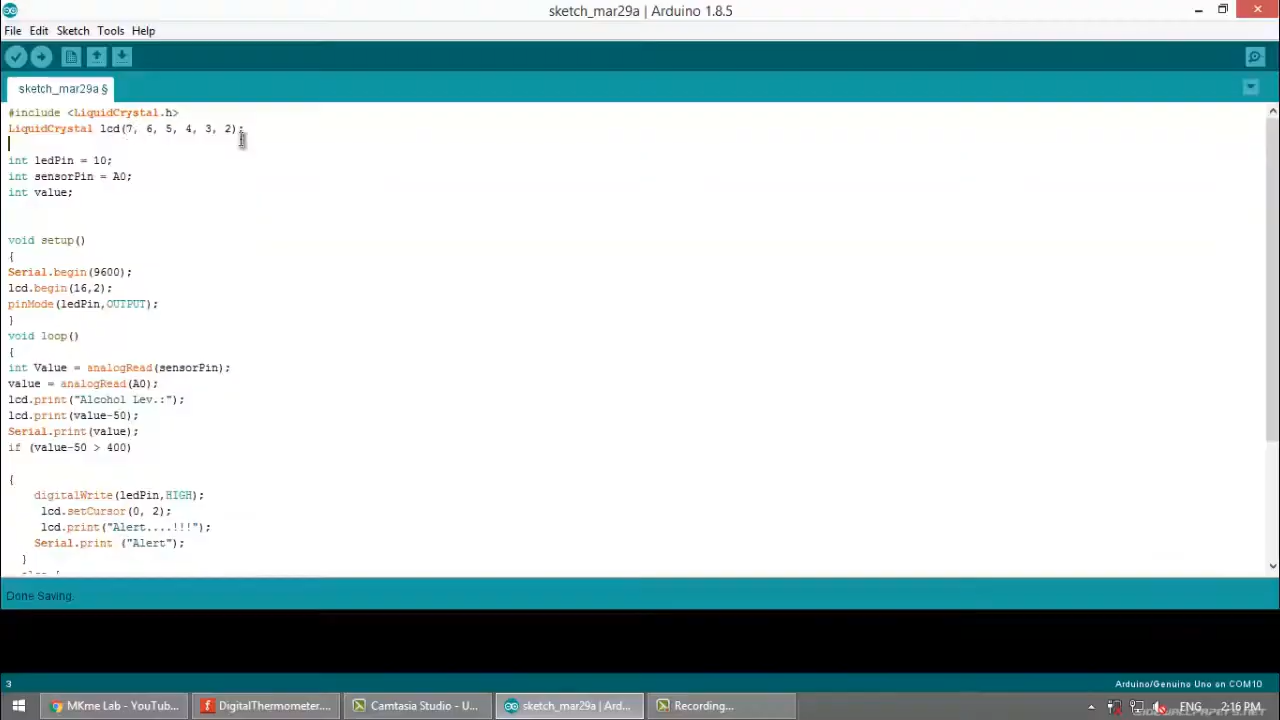 sketch_mar29a | Arduino 1.8.5
File Edit Sketch Tools Help
sketch_mar29a §
#include <LiquidCrystal.h>
LiquidCrystal lcd(7, 6, 5, 4, 3, 2);
int ledPin = 10;
int sensorPin = A0;
int value;
void setup()
{
Serial.begin(9600);
lcd.begin(16,2);
pinMode(ledPin,OUTPUT);
}
void loop()
{
int Value = analogRead(sensorPin);
value = analogRead(A0);
lcd.print("Alcohol Lev.:");
lcd.print(value-50);
Serial.print(value);
if (value-50 > 400)
{
digitalWrite(ledPin,HIGH);
lcd.setCursor(0, 2);
lcd.print("Alert....!!!");
Serial.print ("Alert");
}
else {
Done Saving.
3 Arduino/Genuino Uno on COM10
MKme Lab - YouTub... DigitalThermometer.... Camtasia Studio - U... sketch_mar29a | Ard... Recording... ENG 2:16 PM